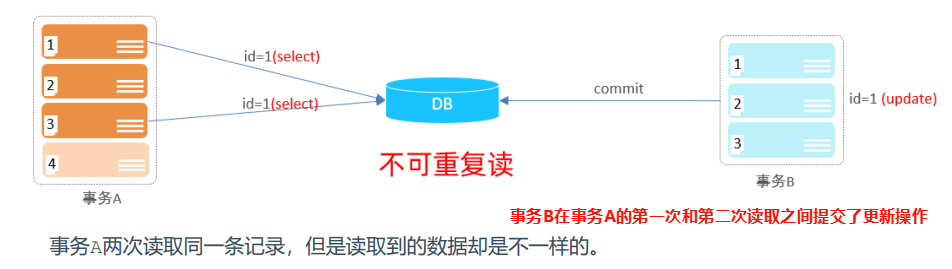 1
id=1(select)
2
id=1(select)
3
4
事务A
DB
不可重复读
commit
1
2
id=1 (update)
3
事务B
事务B在事务A的第一次和第二次读取之间提交了更新操作
事务A两次读取同一条记录，但是读取到的数据却是不一样的。